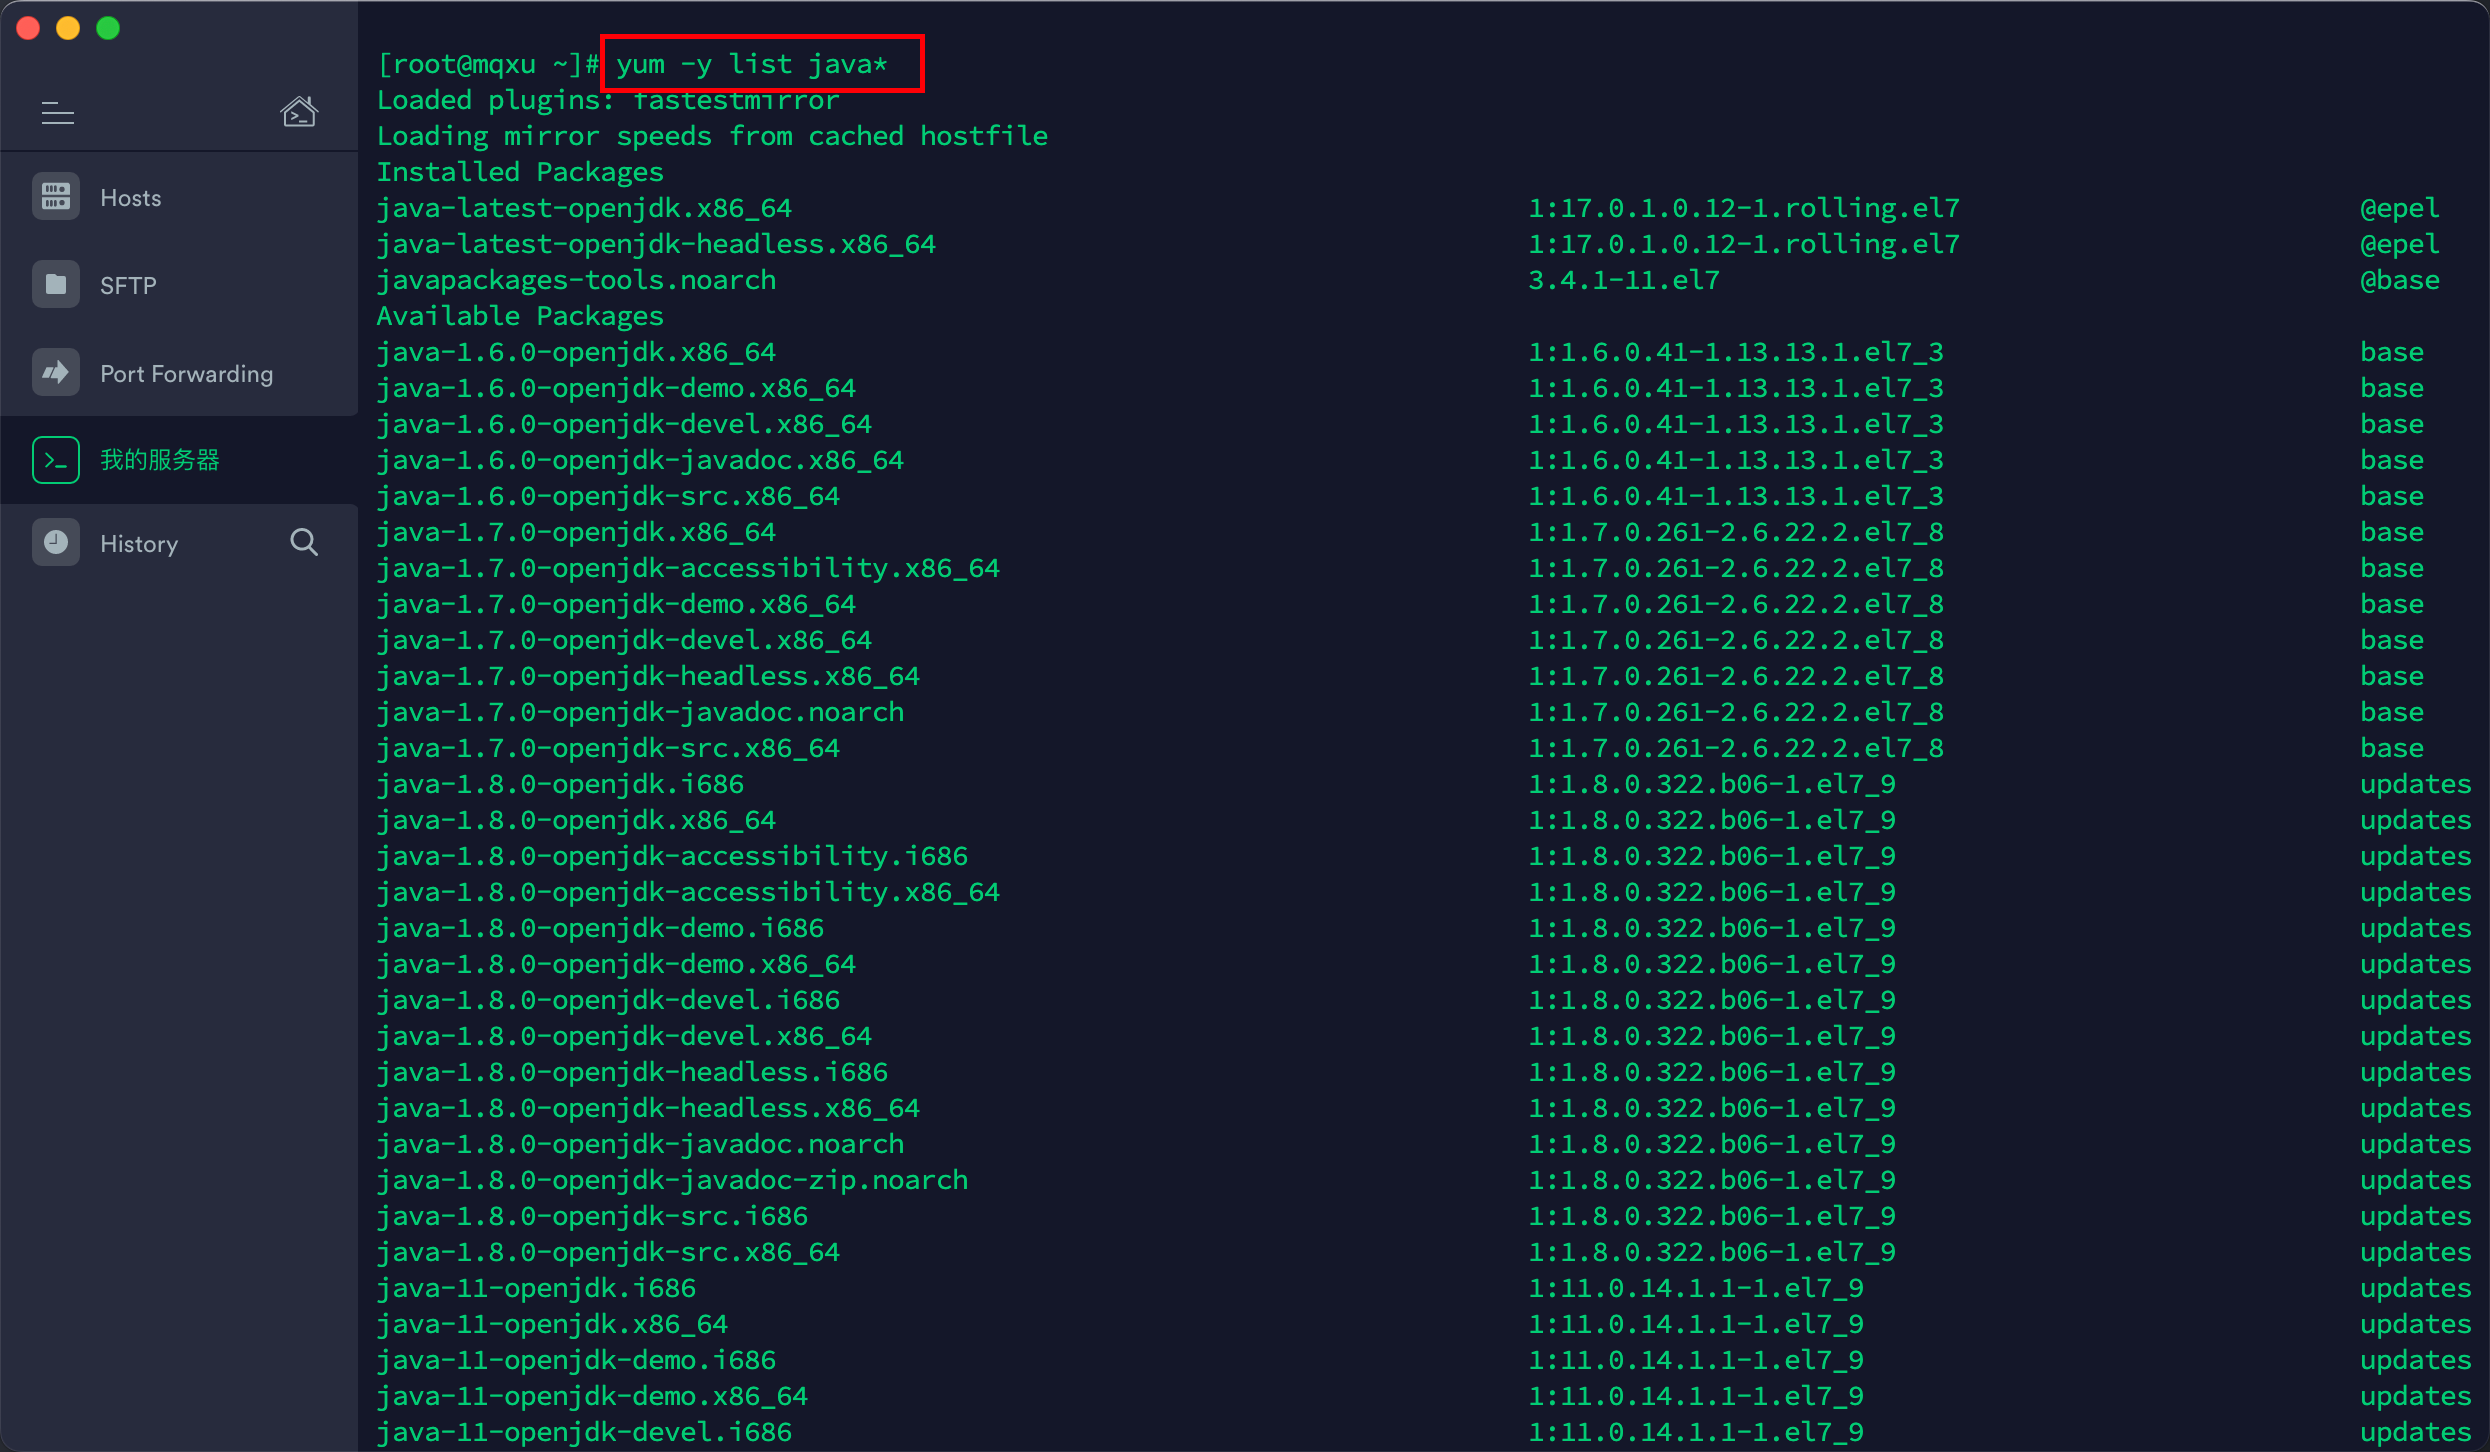 Hosts
SFTP
Port Forwarding
我的服务器
History
[root@mqxu ~]# yum -y list java*
Loaded plugins: fastestmirror
Loading mirror speeds from cached hostfile
Installed Packages
java-latest-openjdk.x86_64 1:17.0.1.0.12-1.rolling.el7 @epel
java-latest-openjdk-headless.x86_64 1:17.0.1.0.12-1.rolling.el7 @epel
javapackages-tools.noarch 3.4.1-11.el7 @base
Available Packages
java-1.6.0-openjdk.x86_64 1:1.6.0.41-1.13.13.1.el7_3 base
java-1.6.0-openjdk-demo.x86_64 1:1.6.0.41-1.13.13.1.el7_3 base
java-1.6.0-openjdk-devel.x86_64 1:1.6.0.41-1.13.13.1.el7_3 base
java-1.6.0-openjdk-javadoc.x86_64 1:1.6.0.41-1.13.13.1.el7_3 base
java-1.6.0-openjdk-src.x86_64 1:1.6.0.41-1.13.13.1.el7_3 base
java-1.7.0-openjdk.x86_64 1:1.7.0.261-2.6.22.2.el7_8 base
java-1.7.0-openjdk-accessibility.x86_64 1:1.7.0.261-2.6.22.2.el7_8 base
java-1.7.0-openjdk-demo.x86_64 1:1.7.0.261-2.6.22.2.el7_8 base
java-1.7.0-openjdk-devel.x86_64 1:1.7.0.261-2.6.22.2.el7_8 base
java-1.7.0-openjdk-headless.x86_64 1:1.7.0.261-2.6.22.2.el7_8 base
java-1.7.0-openjdk-javadoc.noarch 1:1.7.0.261-2.6.22.2.el7_8 base
java-1.7.0-openjdk-src.x86_64 1:1.7.0.261-2.6.22.2.el7_8 base
java-1.8.0-openjdk.i686 1:1.8.0.322.b06-1.el7_9 updates
java-1.8.0-openjdk.x86_64 1:1.8.0.322.b06-1.el7_9 updates
java-1.8.0-openjdk-accessibility.i686 1:1.8.0.322.b06-1.el7_9 updates
java-1.8.0-openjdk-accessibility.x86_64 1:1.8.0.322.b06-1.el7_9 updates
java-1.8.0-openjdk-demo.i686 1:1.8.0.322.b06-1.el7_9 updates
java-1.8.0-openjdk-demo.x86_64 1:1.8.0.322.b06-1.el7_9 updates
java-1.8.0-openjdk-devel.i686 1:1.8.0.322.b06-1.el7_9 updates
java-1.8.0-openjdk-devel.x86_64 1:1.8.0.322.b06-1.el7_9 updates
java-1.8.0-openjdk-headless.i686 1:1.8.0.322.b06-1.el7_9 updates
java-1.8.0-openjdk-headless.x86_64 1:1.8.0.322.b06-1.el7_9 updates
java-1.8.0-openjdk-javadoc.noarch 1:1.8.0.322.b06-1.el7_9 updates
java-1.8.0-openjdk-javadoc-zip.noarch 1:1.8.0.322.b06-1.el7_9 updates
java-1.8.0-openjdk-src.i686 1:1.8.0.322.b06-1.el7_9 updates
java-1.8.0-openjdk-src.x86_64 1:1.8.0.322.b06-1.el7_9 updates
java-11-openjdk.i686 1:11.0.14.1.1-1.el7_9 updates
java-11-openjdk.x86_64 1:11.0.14.1.1-1.el7_9 updates
java-11-openjdk-demo.i686 1:11.0.14.1.1-1.el7_9 updates
java-11-openjdk-demo.x86_64 1:11.0.14.1.1-1.el7_9 updates
java-11-openjdk-devel.i686 1:11.0.14.1.1-1.el7_9 updates